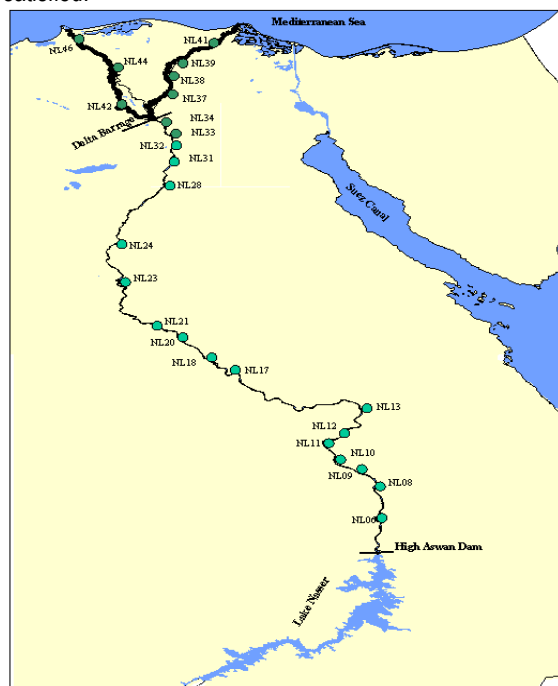 Mediterranean Sea
NL46
NL41
NL44
NL39
NL38
NL42
NL37
Delta Barrage
NL34
NL33
NL32
NL31
NL28
Suez Canal
NL24
NL23
NL21
NL20
NL18
NL17
NL13
NL12
NL11
NL10
NL09
NL08
NL06
High Aswan Dam
Lake Nasser